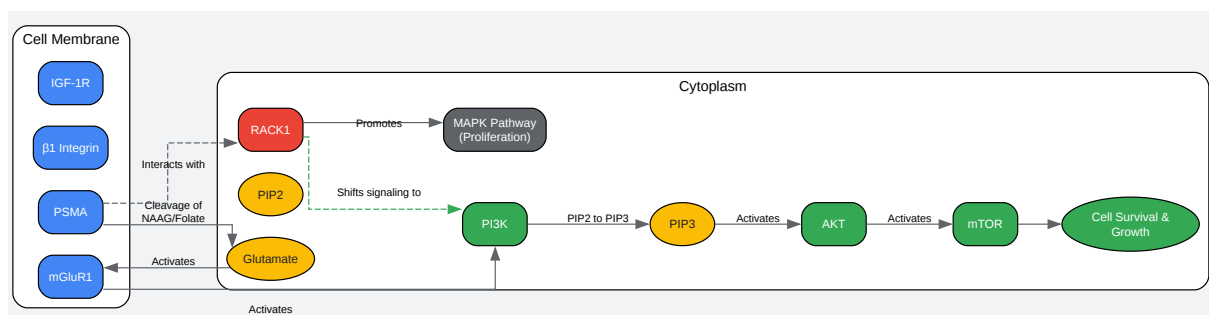 Cell Membrane
IGF-1R
β1 Integrin
PSMA
mGluR1
Interacts with
Cleavage of
NAAG/Folate
Activates
Activates
Cytoplasm
RACK1
Promotes
MAPK Pathway
(Proliferation)
PIP2
Shifts signaling to
Glutamate
PI3K
PIP2 to PIP3
PIP3
Activates
AKT
Activates
mTOR
Cell Survival &
Growth